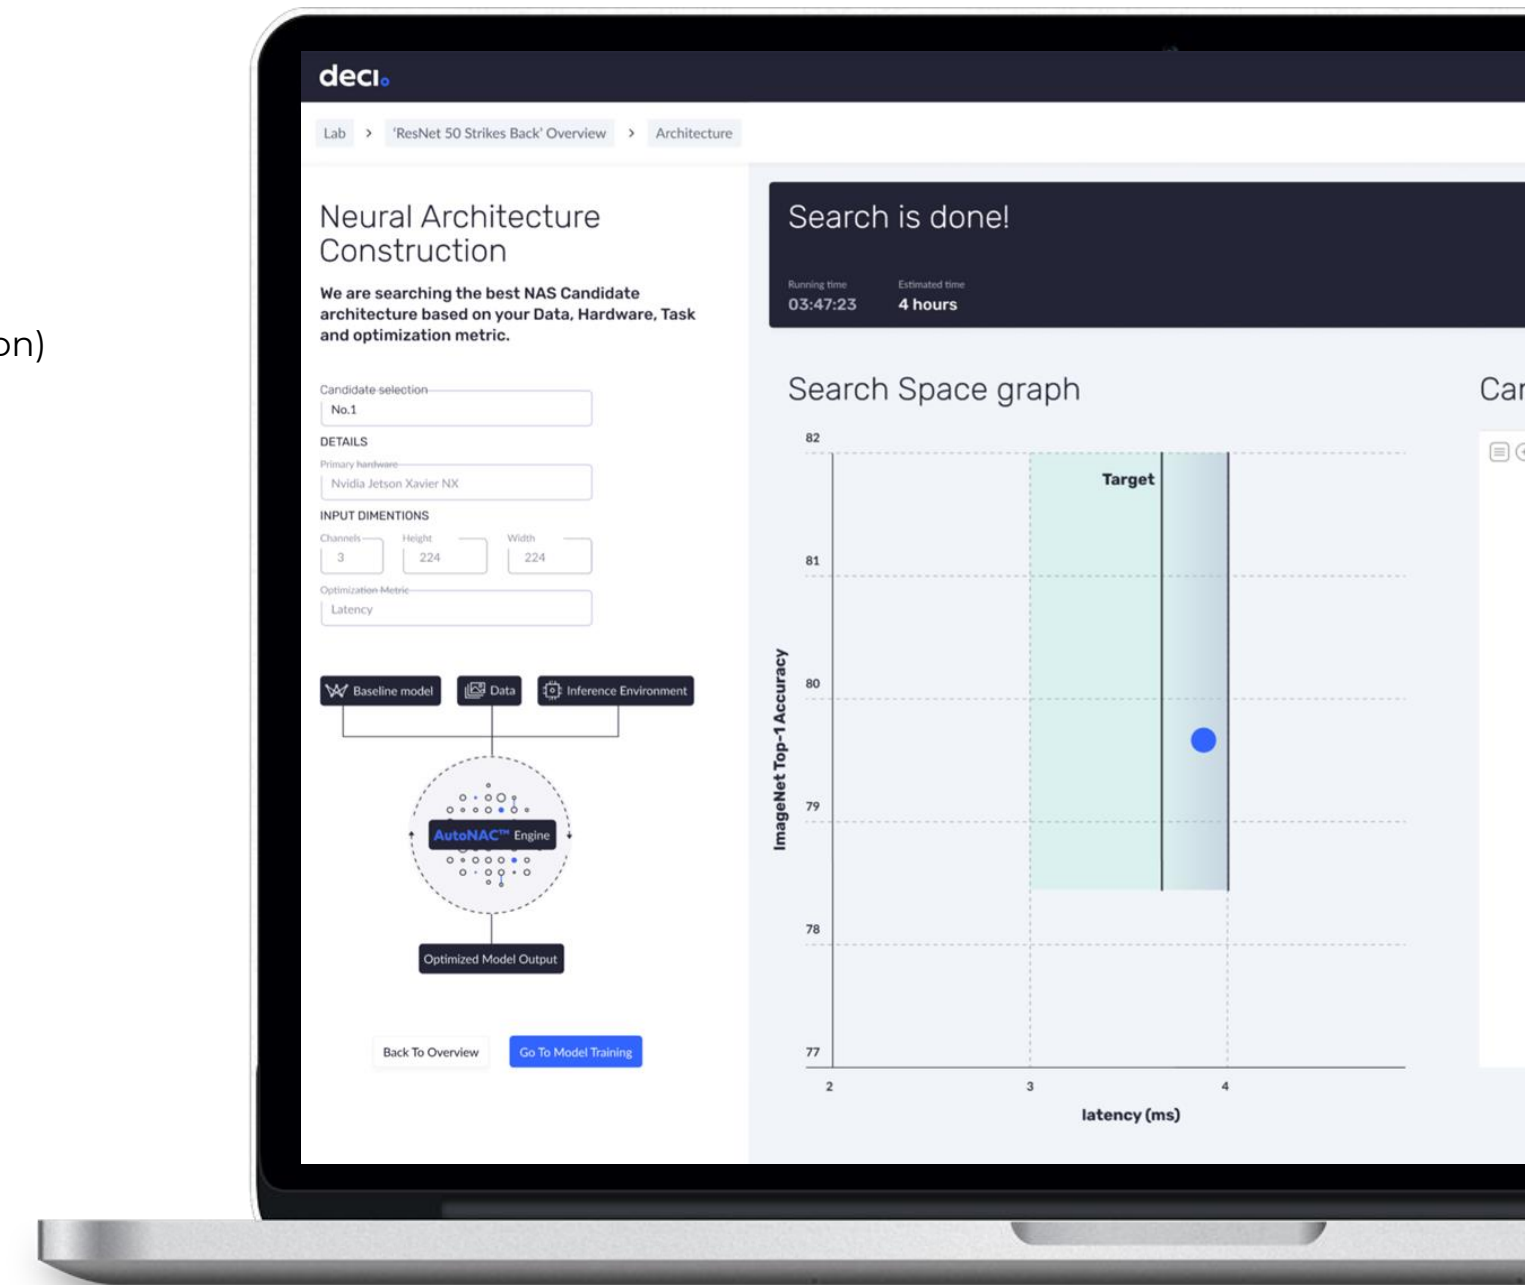 on)
deci
Lab > 'ResNet 50 Strikes Back' Overview > Architecture
Neural Architecture
Construction
We are searching the best NAS Candidate
architecture based on your Data, Hardware, Task
and optimization metric.
Candidate selection
No.1
DETAILS
Primary hardware
Nvidia Jetson Xavier NX
INPUT DIMENTIONS
Channels Height Width
3 224 224
Optimization Metric
Latency
Baseline model Data Inference Environment
AutoNAC™ Engine
Optimized Model Output
Back To Overview Go To Model Training
Search is done!
Running time Estimated time
03:47:23 4 hours
Search Space graph
82
Target
81
80
79
78
77
ImageNet Top-1 Accuracy
2 3 4
latency (ms)